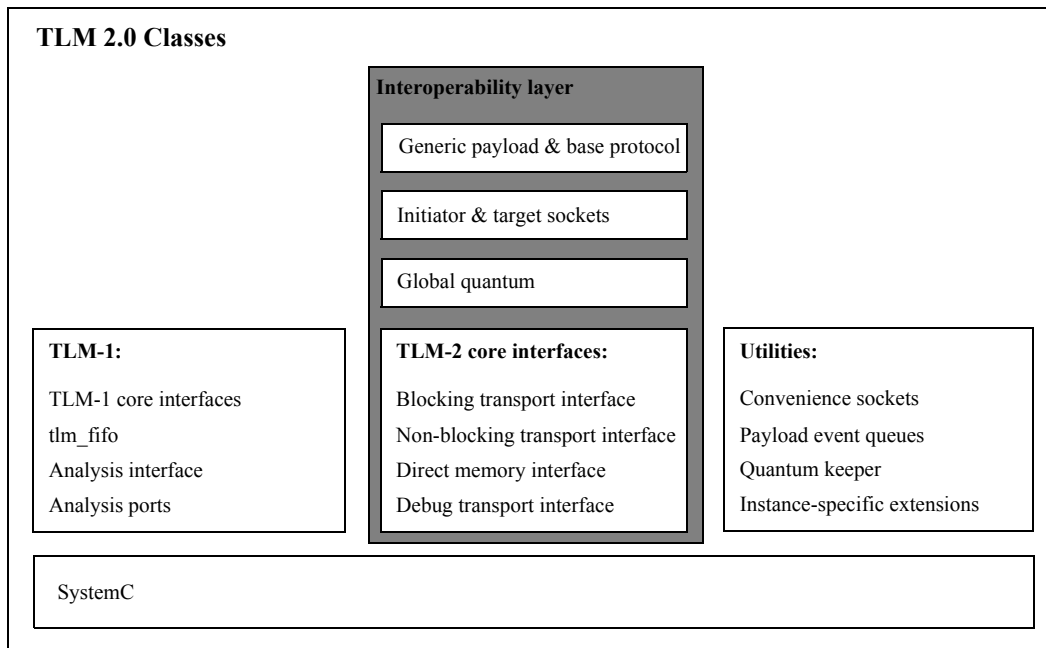 TLM 2.0 Classes
Interoperability layer
Generic payload & base protocol
Initiator & target sockets
Global quantum
TLM-1:
TLM-1 core interfaces
tlm_fifo
Analysis interface
Analysis ports
TLM-2 core interfaces:
Blocking transport interface
Non-blocking transport interface
Direct memory interface
Debug transport interface
Utilities:
Convenience sockets
Payload event queues
Quantum keeper
Instance-specific extensions
SystemC